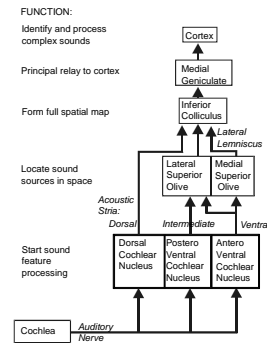 FUNCTION:
Identify and process
complex sounds
Cortex
Principal relay to cortex
Medial
Geniculate
Form full spatial map
Inferior
Colliculus
Lateral
Lemniscus
Locate sound
sources in space
Lateral
Superior
Olive
Medial
Superior
Olive
Acoustic
Stria:
Dorsal
Intermediate
Ventral
Start sound
feature
processing
Dorsal
Cochlear
Nucleus
Postero
Ventral
Cochlear
Nucleus
Antero
Ventral
Cochlear
Nucleus
Cochlea
Auditory
Nerve